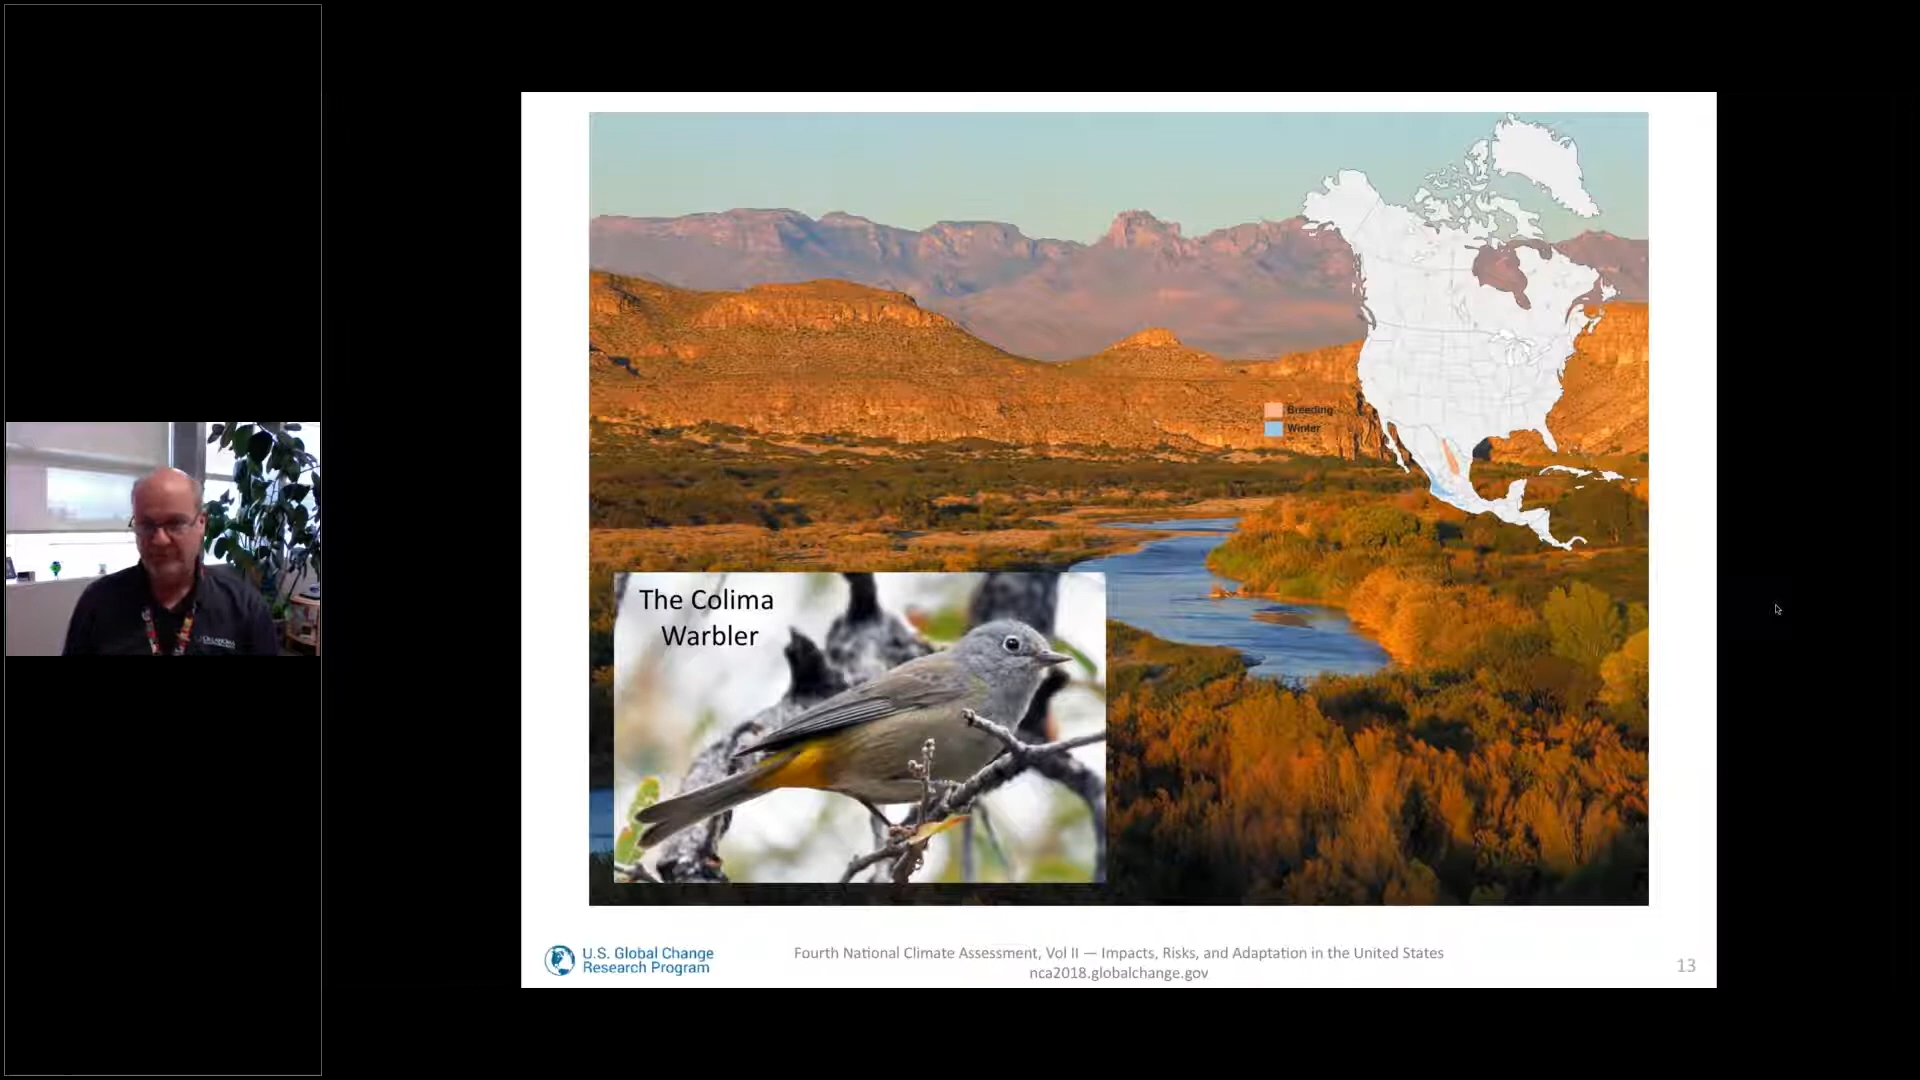 Breeding
Winter
The Colima
Warbler
U.S. Global Change
Research Program
Fourth National Climate Assessment, Vol II — Impacts, Risks, and Adaptation in the United States
nca2018.globalchange.gov
13